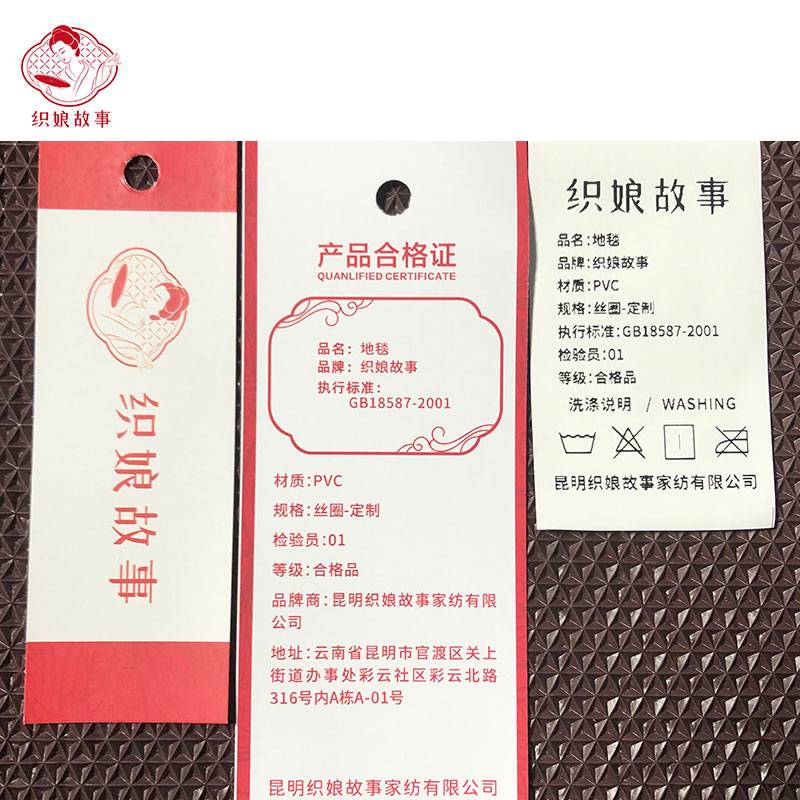 织娘故事
织娘故事
产品合格证
QUANLIFIED CERTIFICATE
品名：地毯
品牌：织娘故事
执行标准：
GB18587-2001
材质：PVC
规格：丝圈-定制
检验员：01
等级：合格品
品牌商：昆明织娘故事家纺有限
公司
地址：云南省昆明市官渡区关上
街道办事处彩云社区彩云北路
316号内A栋A-01号
昆明织娘故事家纺有限公司
织娘故事
品名：地毯
品牌：织娘故事
材质：PVC
规格：丝圈-定制
执行标准：GB18587-2001
检验员：01
等级：合格品
洗涤说明 / WASHING
昆明织娘故事家纺有限公司